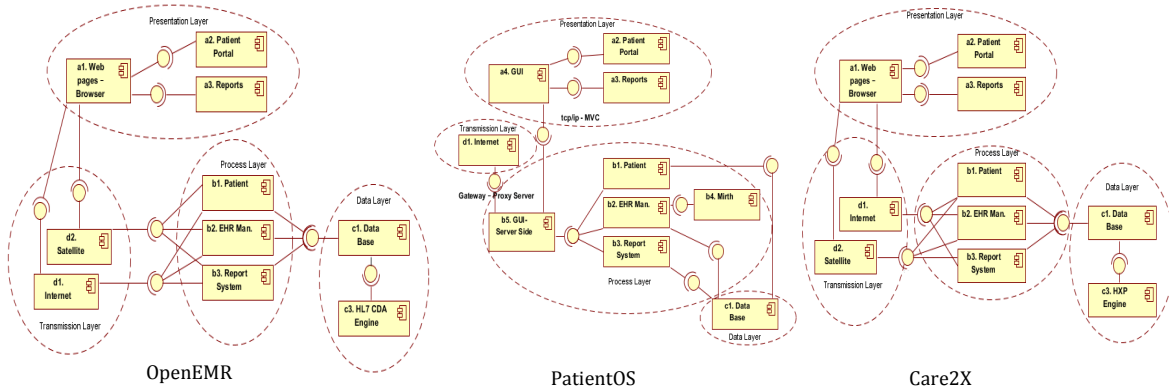 Presentation Layer
a2. Patient
Portal
a1. Web
pages –
Browser
a3. Reports
Process Layer
b1. Patient
b2. EHR Man.
b3. Report
System
d2.
Satellite
d1.
Internet
Transmission Layer
Data Layer
c1. Data
Base
c3. HL7 CDA
Engine
OpenEMR
Presentation Layer
a2. Patient
Portal
a4. GUI
a3. Reports
tcp/ip - MVC
Transmission Layer
d1. Internet
Gateway – Proxy Server
b1. Patient
b2. EHR Man.
b4. Mirth
b5. GUI-
Server Side
b3. Report
System
Process Layer
c1. Data
Base
Data Layer
PatientOS
Presentation Layer
a2. Patient
Portal
a1. Web
pages –
Browser
a3. Reports
Process Layer
b1. Patient
b2. EHR Man.
b3. Report
System
d1.
Internet
d2.
Satellite
Transmission Layer
Data Layer
c1. Data
Base
c3. HXP
Engine
Care2X